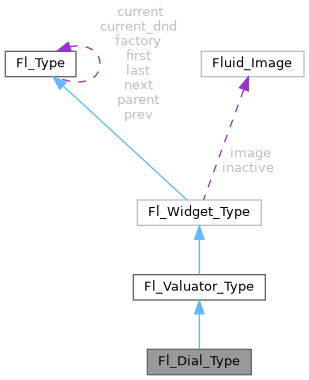 current
current_dnd
factory
first
last
next
parent
prev
Fl_Type
Fluid_Image
image
inactive
Fl_Widget_Type
Fl_Valuator_Type
Fl_Dial_Type